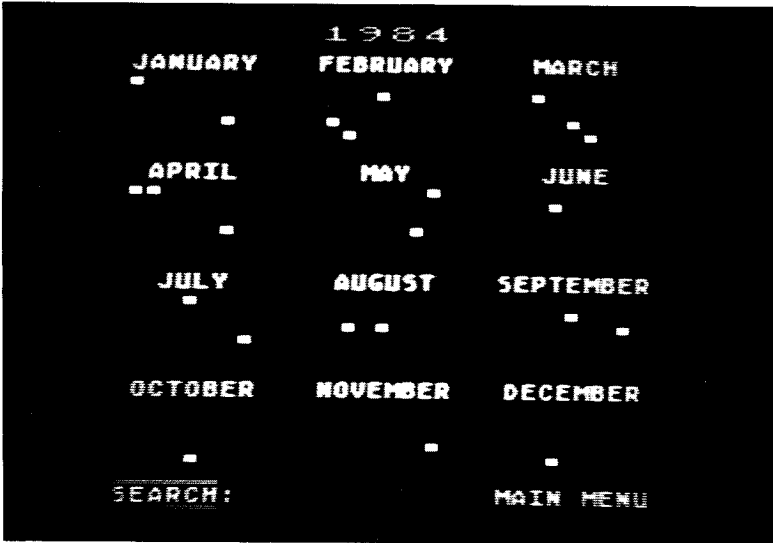 1984
JANUARY FEBRUARY MARCH
APRIL MAY JUNE
JULY AUGUST SEPTEMBER
OCTOBER NOVEMBER DECEMBER
SEARCH: MAIN MENU